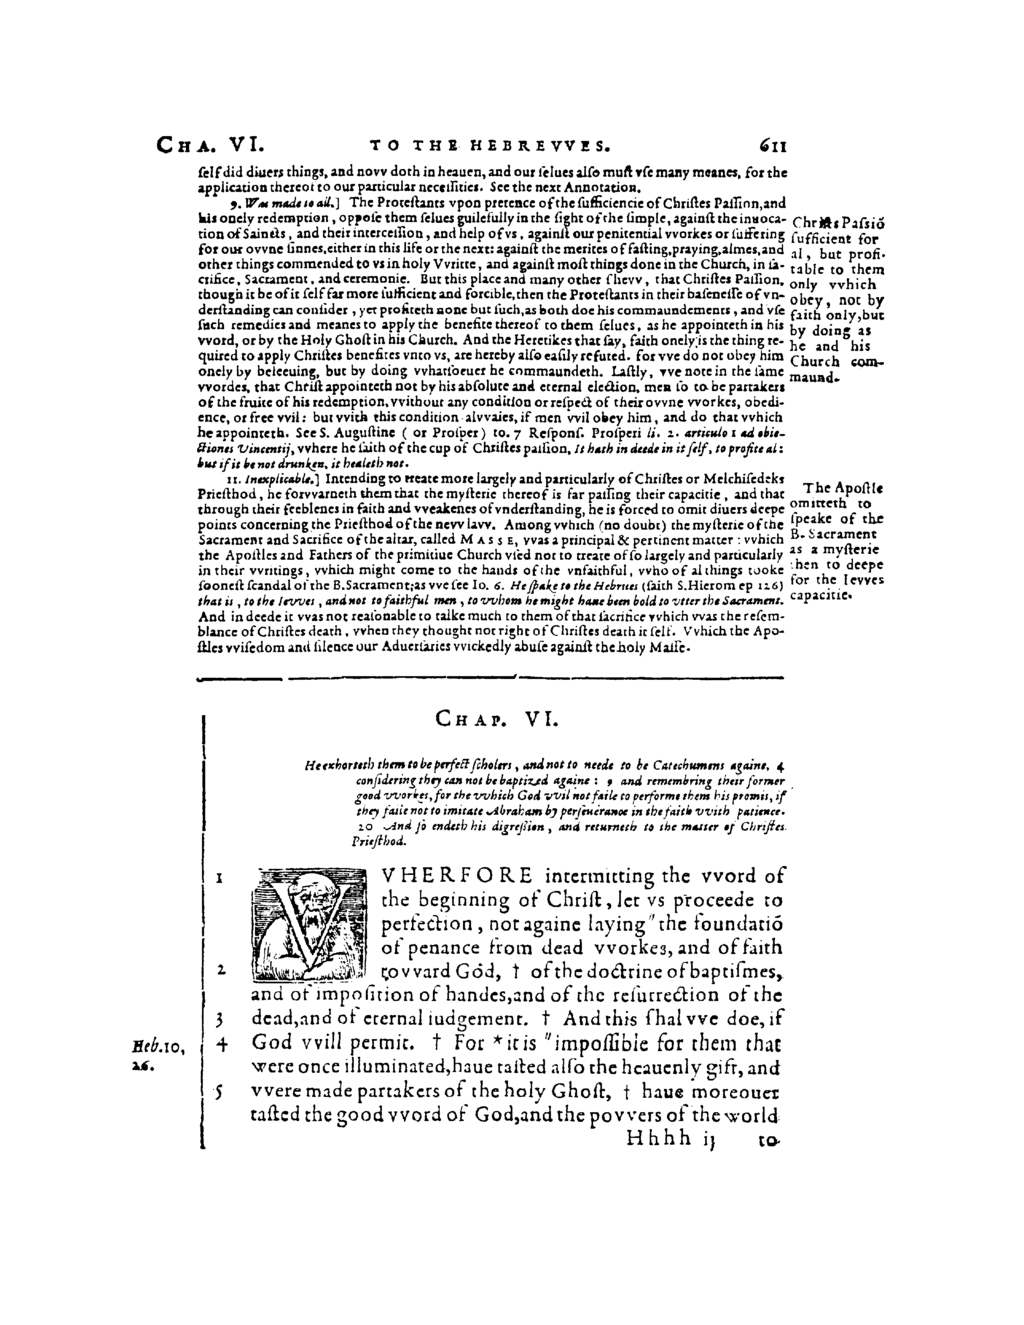 CHA. VI. TO THE HEBREVVES. 611
ſelf did diuers things, and novv doth in heauen, and our ſelues alſo muſt vſe many meanes, for the
application thereof to our particular neceſſities. See the next Annotation.
9. Was made to all.] The Proteſtants vpon pretence of the ſufficiencie of Chriſtes Paſſion, and
his onely redemption, oppoſe them ſelues guilefully in the ſight of the ſimple, againſt the inuoca-
tion of Saincts, and their interceſſion, and help of vs, againſt our penitential vvorkes or ſuffering
for our ovvne ſinnes, either in this life or the next: againſt the merites of faſting, praying, almes, and
other things commended to vs in holy Vvritte, and againſt moſt things done in the Church, in ſa-
crifice, Sacrament, and ceremonie. But this place and many other ſhevv, that Chriſtes Paſſion,
though it be of it ſelf far more ſufficient and forcible, then the Proteſtants in their baſeneſſe of vn-
derſtanding can conſider, yet profiteth none but ſuch, as both doe his commaundements, and vſe
ſuch remedies and meanes to apply the benefite thereof to them ſelues, as he appointeth in his
vvord, or by the Holy Ghoſt in his Church. And the Heretikes that ſay, faith onely is the thing re-
quired to apply Chriſtes benefites vnto vs, are hereby alſo eaſily refuted. for vve do not obey him
onely by beleeuing, but by doing vvhatſoeuer he commaundeth. Laſtly, vve note in the ſame
vvordes, that Chriſt appointeth not by his abſolute and eternal election, men ſo to be partakers
of the fruite of his redemption, vvithout any condition or reſpect of their ovvne vvorkes, obedi-
ence, or free vvil: but vvith this condition alvvaies, if men vvil obey him, and do that vvhich
he appointeth. See S. Auguſtine ( or Proſper) to. 7 Reſponſ. Proſperi li. 2. articulo 1 ad obie-
ctiones Vincentij, vvhere he ſaith of the cup of Chriſtes paſſion, It hath in deede in it ſelf, to profite al:
but if it be not drunken, it healeth not.
Chriſts Paſsiō
ſufficient for
al, but profi-
table to them
only vvhich
obey, not by
faith only, but
by doing as
he and his
Church com-
maund-
11. Inexplicable.] Intending to treate more largely and particularly of Chriſtes or Melchiſedeks
Prieſthod, he forvvarneth them that the myſterie thereof is far paſſing their capacitie, and that
through their feeblenes in faith and vveakenes of vnderſtanding, he is forced to omit diuers deepe
points concerning the Prieſthod of the nevv lavv. Among vvhich (no doubt) the myſterie of the
Sacrament and Sacrifice of the altar, called MASSE, vvas a principal & pertinent matter: vvhich
the Apoſtles and Fathers of the primitiue Church vſed not to treate of ſo largely and particularly
in their vvritings, vvhich might come to the hands of the vnfaithful, vvho of al things tooke
ſooneſt ſcandal of the B. Sacrament; as vve ſee Io. 6. He ſpake to the Hebrues (ſaith S. Hierom ep 126)
that is, to the Ievves, and not to faithful men, to vvhom he might haue been bold to vtter the Sacrament.
And in deede it vvas not reaſonable to talke much to them of that ſacrifice vvhich vvas the reſem-
blance of Chriſtes death, vvhen they thought not right of Chriſtes death it ſelf. Vvhich the Apo-
ſtles vviſedom and ſilence our Aduerſaries vvickedly abuſe againſt the holy Maſſe.
The Apoſtle
omitteth to
ſpeake of the
B. Sacrament
as a myſterie
then to deepe
for the Ievves
capacitie.
CHAP. VI.
He exhorteth them to be perfect ſcholers, and not to neede to be Catechumens againe, 4
conſidering they can not be baptized againe: 9 and remembring their former
good vvorkes, for the vvhich God vvil not faile to performe them his promis, if
they faile not to imitate Abraham by perſeuerance in the faith vvith patience.
20 And ſo endeth his digreſſion, and returneth to the matter of Chriſtes
Prieſthod.
1 VVHERFORE intermitting the vvord of
the beginning of Chriſt, let vs proceede to
perfection, not againe laying " the foundatiō
of penance from dead vvorkes, and of faith
2 tovvard God, † of the doctrine of baptiſmes,
and of impoſition of handes, and of the reſurrection of the
3 dead, and of eternal iudgement. † And this ſhal vve doe, if
Heb. 10, 4 God vvill permit. † For * it is " impoſſible for them that
26. were once illuminated, haue taſted alſo the heauenly gift, and
5 vvere made partakers of the holy Ghoſt, † haue moreouer
taſted the good vvord of God, and the povvers of the world
Hhhh ij to